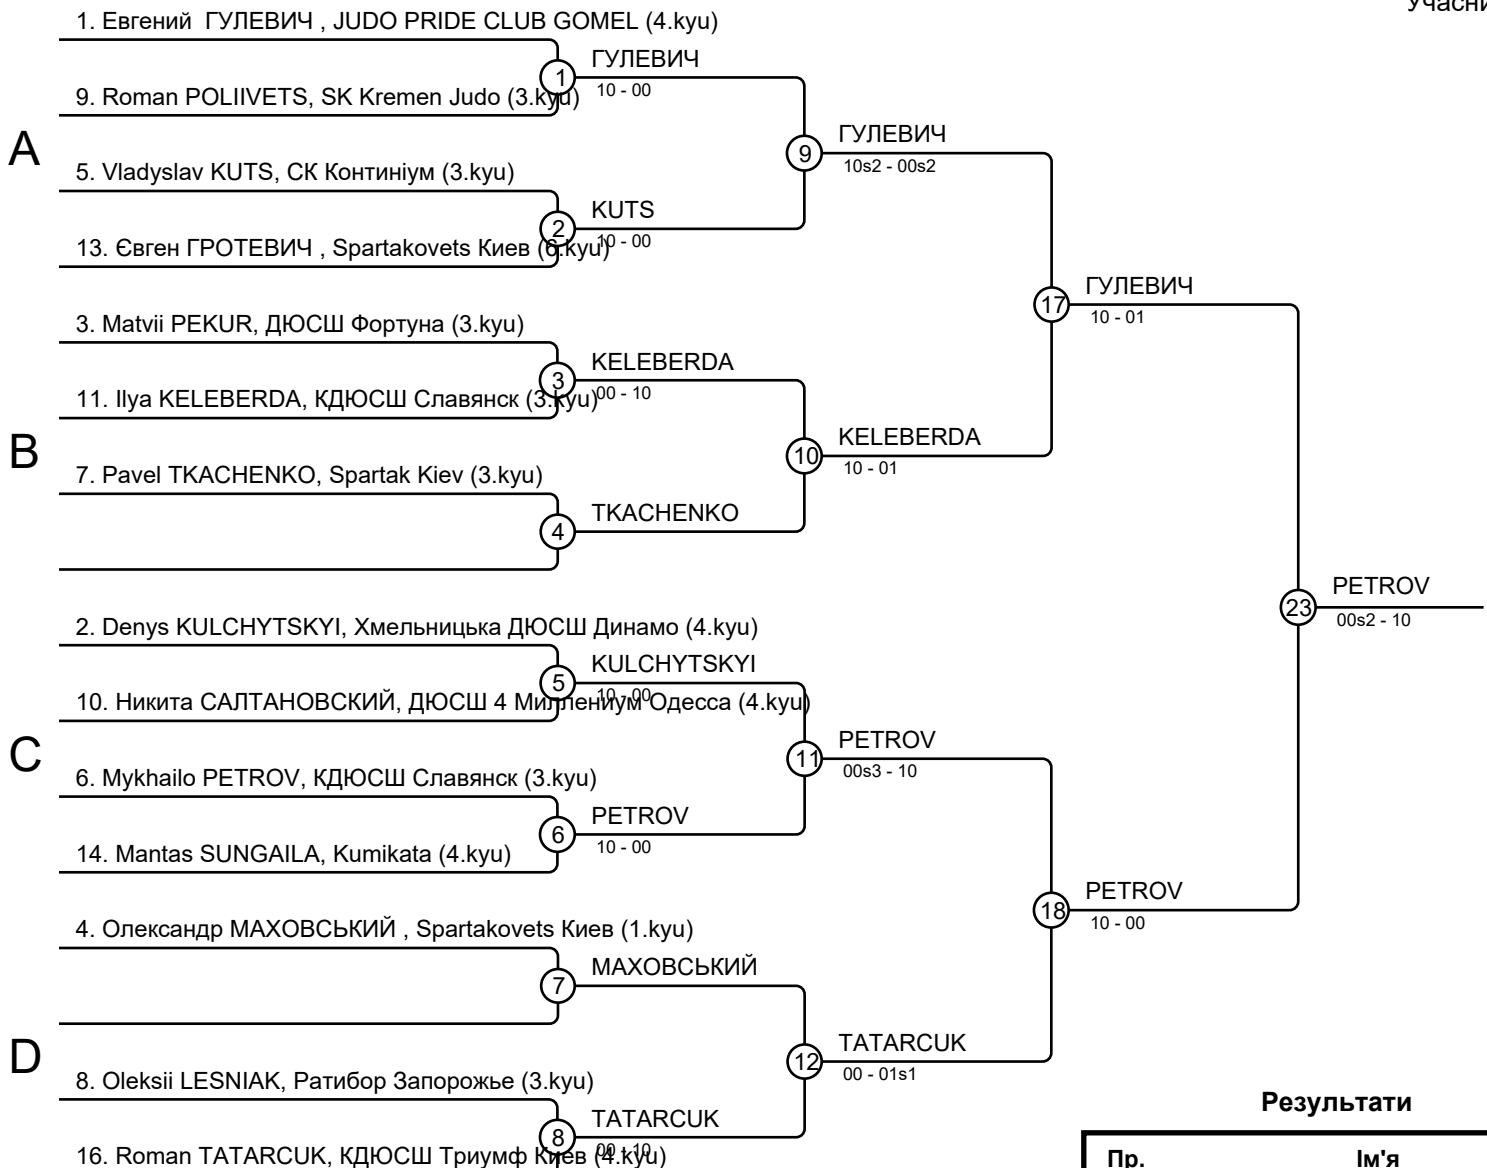 Учасни
1. Евгений ГУЛЕВИЧ , JUDO PRIDE CLUB GOMEL (4.kyu)
ГУЛЕВИЧ
1
10 - 00
9. Roman POLIIVETS, SK Kremen Judo (3.kyu)
A
ГУЛЕВИЧ
9
10s2 - 00s2
5. Vladyslav KUTS, СК Континіум (3.kyu)
KUTS
2
10 - 00
13. Євген ГРОТЕВИЧ , Spartakovets Киев (6.kyu)
ГУЛЕВИЧ
17
10 - 01
3. Matvii PEKUR, ДЮСШ Фортуна (3.kyu)
KELEBERDA
3
00 - 10
11. Ilya KELEBERDA, КДЮСШ Славянск (3.kyu)
B
KELEBERDA
10
10 - 01
7. Pavel TKACHENKO, Spartak Kiev (3.kyu)
TKACHENKO
4
PETROV
23
00s2 - 10
2. Denys KULCHYTSKYI, Хмельницька ДЮСШ Динамо (4.kyu)
KULCHYTSKYI
5
10 - 00
10. Никита САЛТАНОВСКИЙ, ДЮСШ 4 Миллениум Одесса (4.kyu)
C
PETROV
11
00s3 - 10
6. Mykhailo PETROV, КДЮСШ Славянск (3.kyu)
PETROV
6
10 - 00
14. Mantas SUNGAILA, Kumikata (4.kyu)
PETROV
18
10 - 00
4. Олександр МАХОВСЬКИЙ , Spartakovets Киев (1.kyu)
МАХОВСЬКИЙ
7
D
TATARCUK
12
00 - 01s1
8. Oleksii LESNIAK, Ратибор Запорожье (3.kyu)
TATARCUK
8
00 - 10
16. Roman TATARCUK, КДЮСШ Триумф Киев (4.kyu)
Результати
Пр. Ім'я